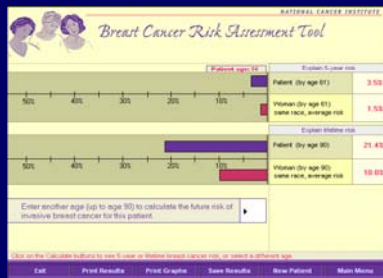 NATIONAL CANCER INSTITUTE
Breast Cancer Risk Assessment Tool
Patient age: 56
Explain 5-year risk
Patient (by age 61)
3.5%
Woman (by age 61)
same race, average risk
1.5%
50% 40% 30% 20% 10%
Explain lifetime risk
Patient (by age 90)
21.4%
Woman (by age 90)
same race, average risk
50% 40% 30% 20% 10%
Enter another age (up to age 90) to calculate the future risk of
invasive breast cancer for this patient.
Click on the Calculate buttons to see 5-year or lifetime breast cancer risk, or select a different age.
Exit Print Results Print Graphs Save Results New Patient Main Menu